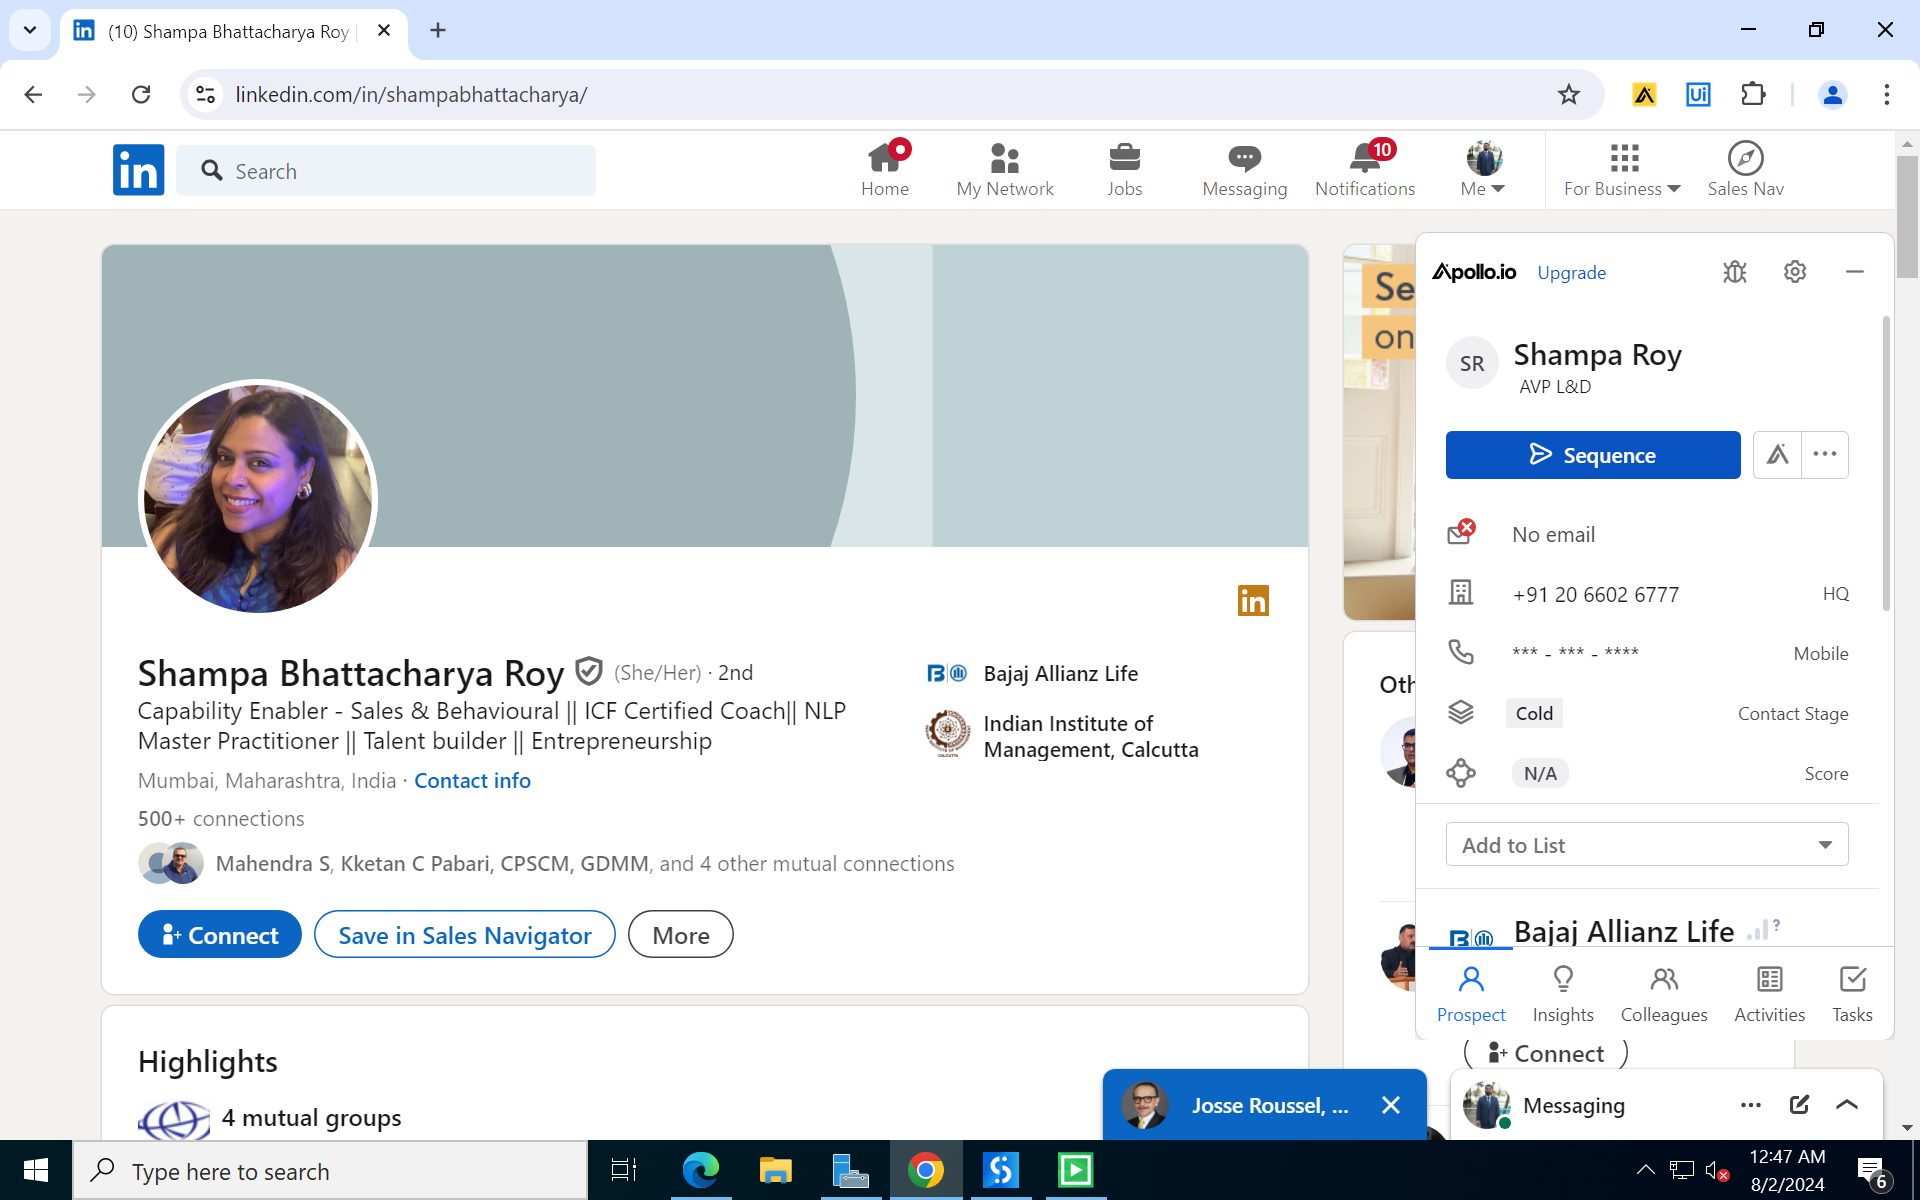 (10) Shampa Bhattacharya Roy |
linkedin.com/in/shampabhattacharya/
Ui
in
Search
Home
My Network
Jobs
Messaging
10
Notifications
Me
For Business
Sales Nav
Se
on
Apollo.io
Upgrade
SR
Shampa Roy
AVP L&D
Sequence
No email
+91 20 6602 6777
HQ
*** - *** - ****
Mobile
Cold
Contact Stage
N/A
Score
Add to List
Bajaj Allianz Life
?
Prospect
Insights
Colleagues
Activities
Tasks
in
Shampa Bhattacharya Roy (She/Her) · 2nd
Capability Enabler - Sales & Behavioural || ICF Certified Coach|| NLP
Master Practitioner || Talent builder || Entrepreneurship
Mumbai, Maharashtra, India · Contact info
500+ connections
Mahendra S, Kketan C Pabari, CPSCM, GDMM, and 4 other mutual connections
Bajaj Allianz Life
Indian Institute of
Management, Calcutta
Connect
Save in Sales Navigator
More
Oth
Connect
Highlights
4 mutual groups
Josse Roussel, ...
Messaging
Type here to search
12:47 AM
8/2/2024
6